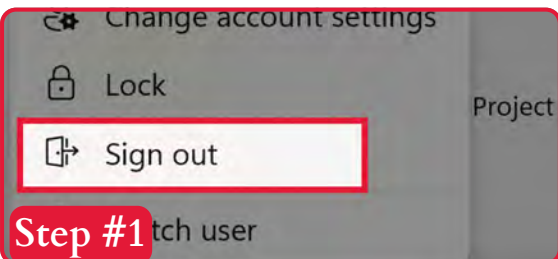 Change account settings
Lock
Project
Sign out
Step #1
tch user